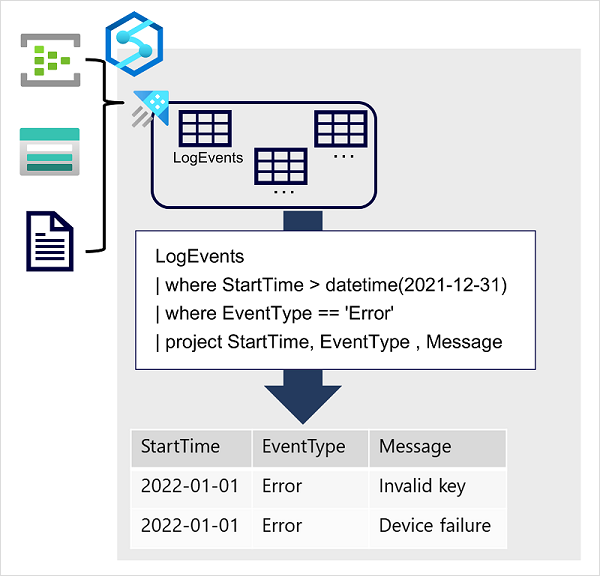 LogEvents
...
...
LogEvents
| where StartTime > datetime(2021-12-31)
| where EventType == 'Error'
| project StartTime, EventType , Message
StartTime EventType Message
2022-01-01 Error Invalid key
2022-01-01 Error Device failure